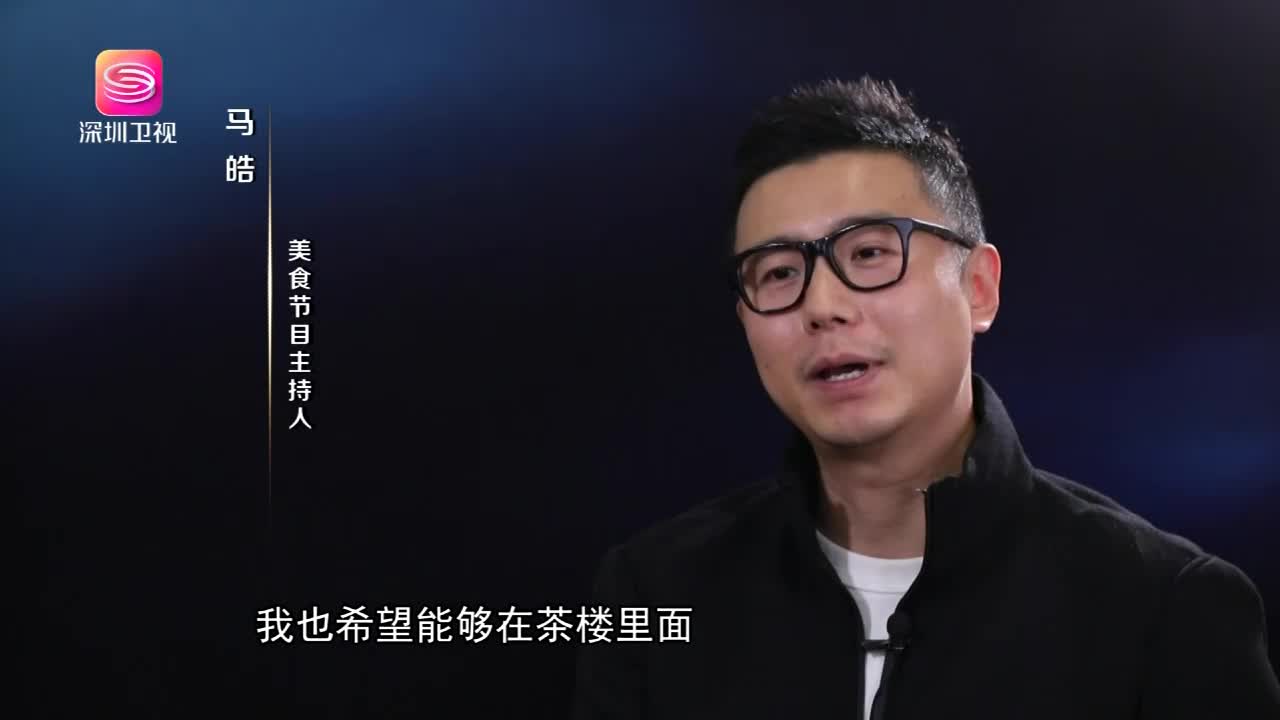 深圳卫视
马皓
美食节目主持人
我也希望能够在茶楼里面